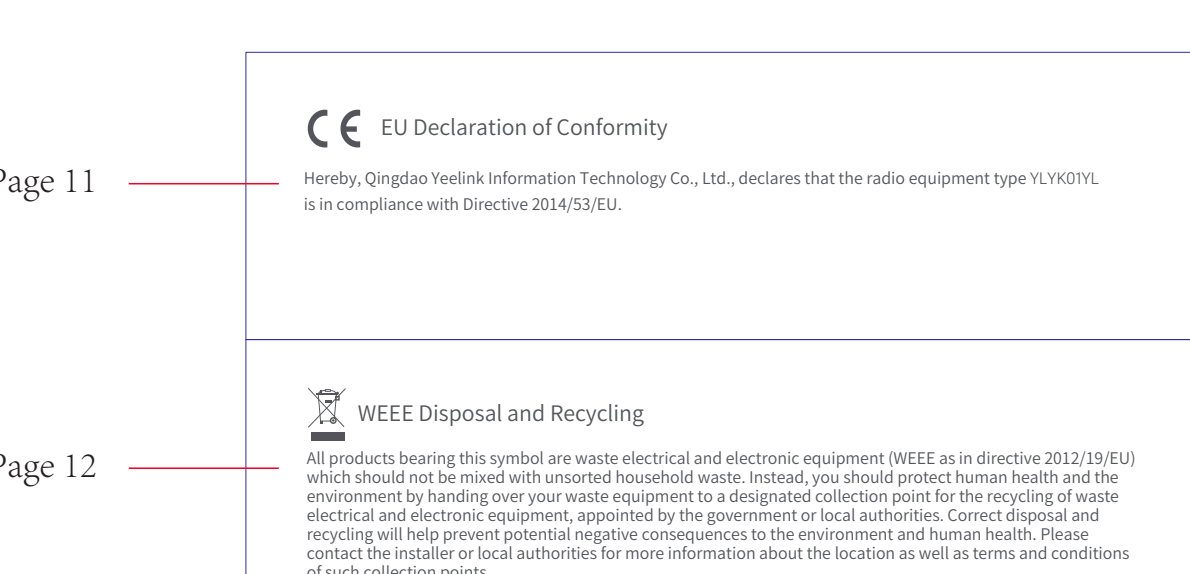 EU Declaration of Conformity
Page 11
Hereby, Qingdao Yeelink Information Technology Co., Ltd., declares that the radio equipment type YLYK01YL
is in compliance with Directive 2014/53/EU.
WEEE Disposal and Recycling
Page 12
All products bearing this symbol are waste electrical and electronic equipment (WEEE as in directive 2012/19/EU)
which should not be mixed with unsorted household waste. Instead, you should protect human health and the
environment by handing over your waste equipment to a designated collection point for the recycling of waste
electrical and electronic equipment, appointed by the government or local authorities. Correct disposal and
recycling will help prevent potential negative consequences to the environment and human health. Please
contact the installer or local authorities for more information about the location as well as terms and conditions
of such collection points.